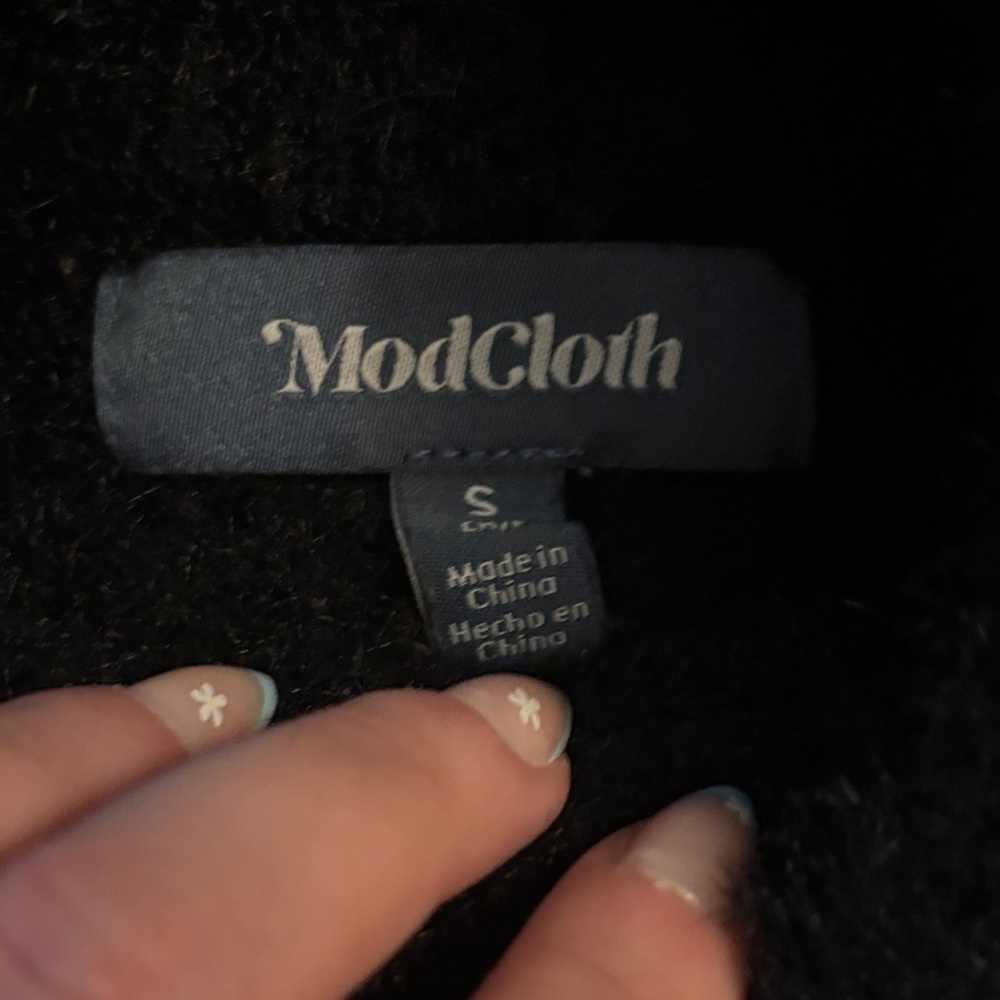 ModCloth
S
Made in
China
Hecho en
China